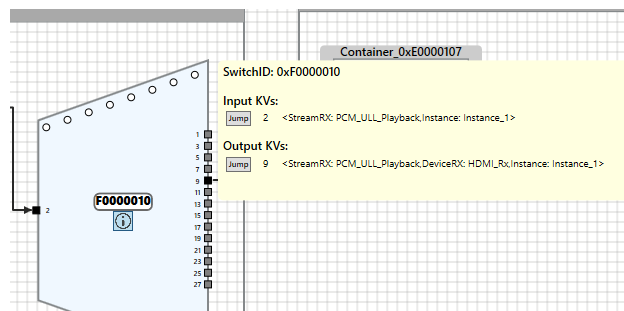 Container_0xE0000107
SwitchID: 0xF0000010
Input KVs:
Jump 2 <StreamRX: PCM_ULL_Playback,Instance: Instance_1>
Output KVs:
Jump 9 <StreamRX: PCM_ULL_Playback,DeviceRX: HDMI_Rx,Instance: Instance_1>
1
3
5
7
9
11
13
15
17
19
21
23
25
27
F0000010
2